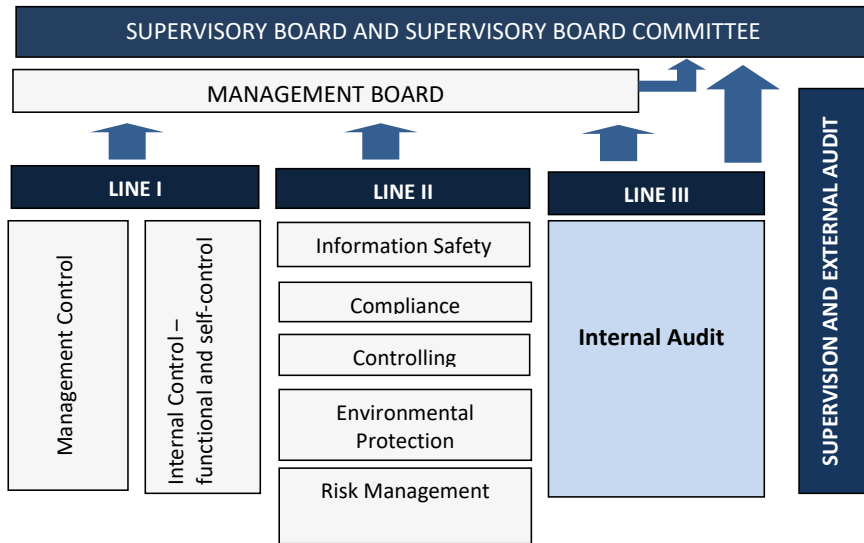 SUPERVISORY BOARD AND SUPERVISORY BOARD COMMITTEE
MANAGEMENT BOARD
LINE I
Management Control
Internal Control –
functional and self-control
LINE II
Information Safety
Compliance
Controlling
Environmental
Protection
Risk Management
LINE III
Internal Audit
SUPERVISION AND EXTERNAL AUDIT